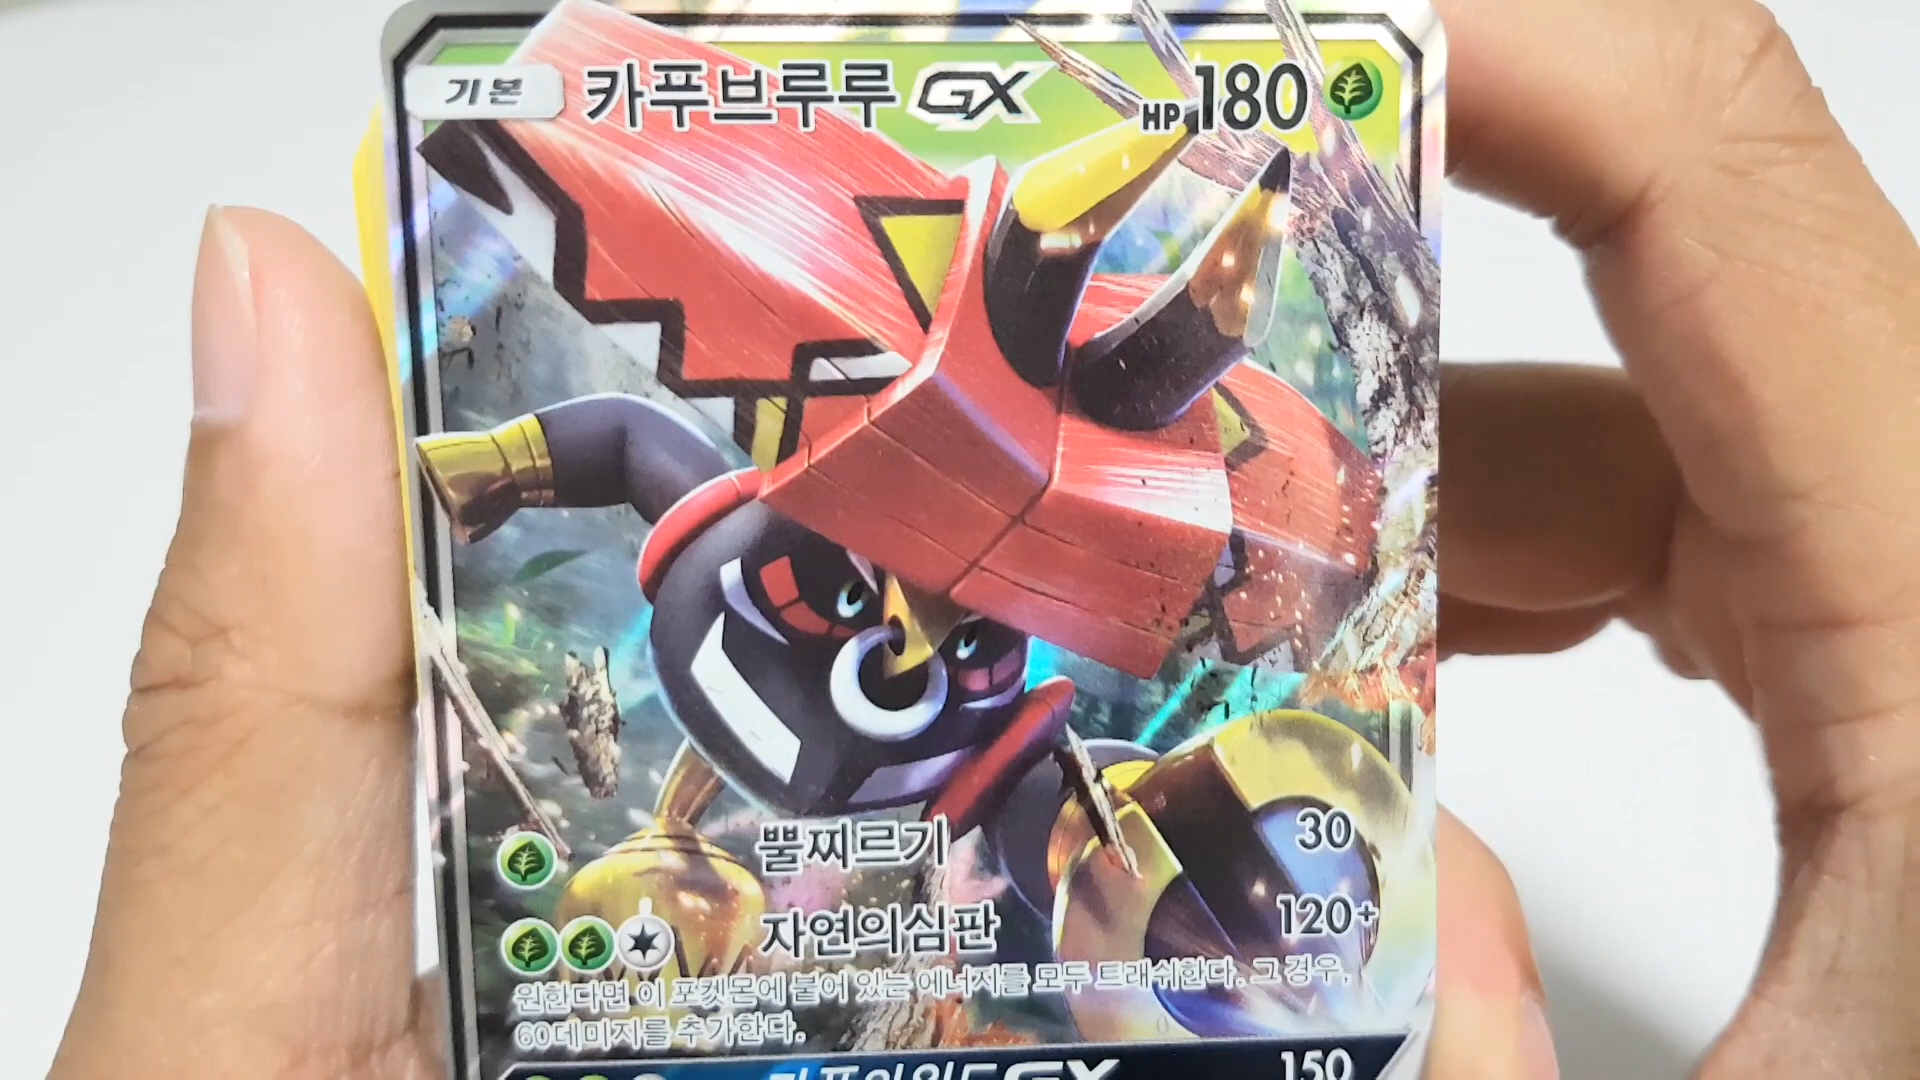 기본 카푸브루루 GX HP 180
뿔찌르기 30
자연의심판 120+
원한다면 이 포켓몬에 붙어 있는 에너지를 모두 트래쉬한다. 그 경우,
60데미지를 추가한다.
GX 150